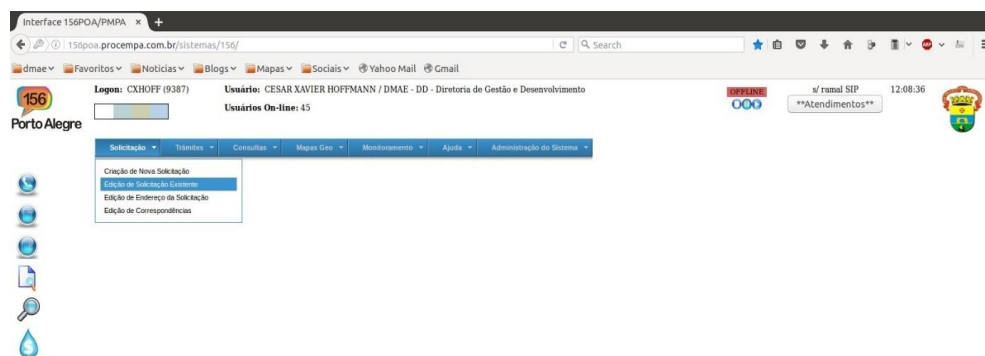 Interface 156POA/PMPA × +
156poa.procempa.com.br/sistemas/156/ Search
dmae Favoritos Noticias Blogs Mapas Sociais Yahoo Mail Gmail
156
Porto Alegre
Logon: CXHOFF (9387) Usuário: CESAR XAVIER HOFFMANN / DMAE - DD - Diretoria de Gestão e Desenvolvimento
Usuários On-line: 45
OFFLINE s/ ramal SIP 12:08:36
**Atendimentos**
Solicitação Trâmites Consultas Mapas Geo Monitoramento Ajuda Administração do Sistema
Criação de Nova Solicitação
Edição de Solicitação Existente
Edição de Endereço da Solicitação
Edição de Correspondências